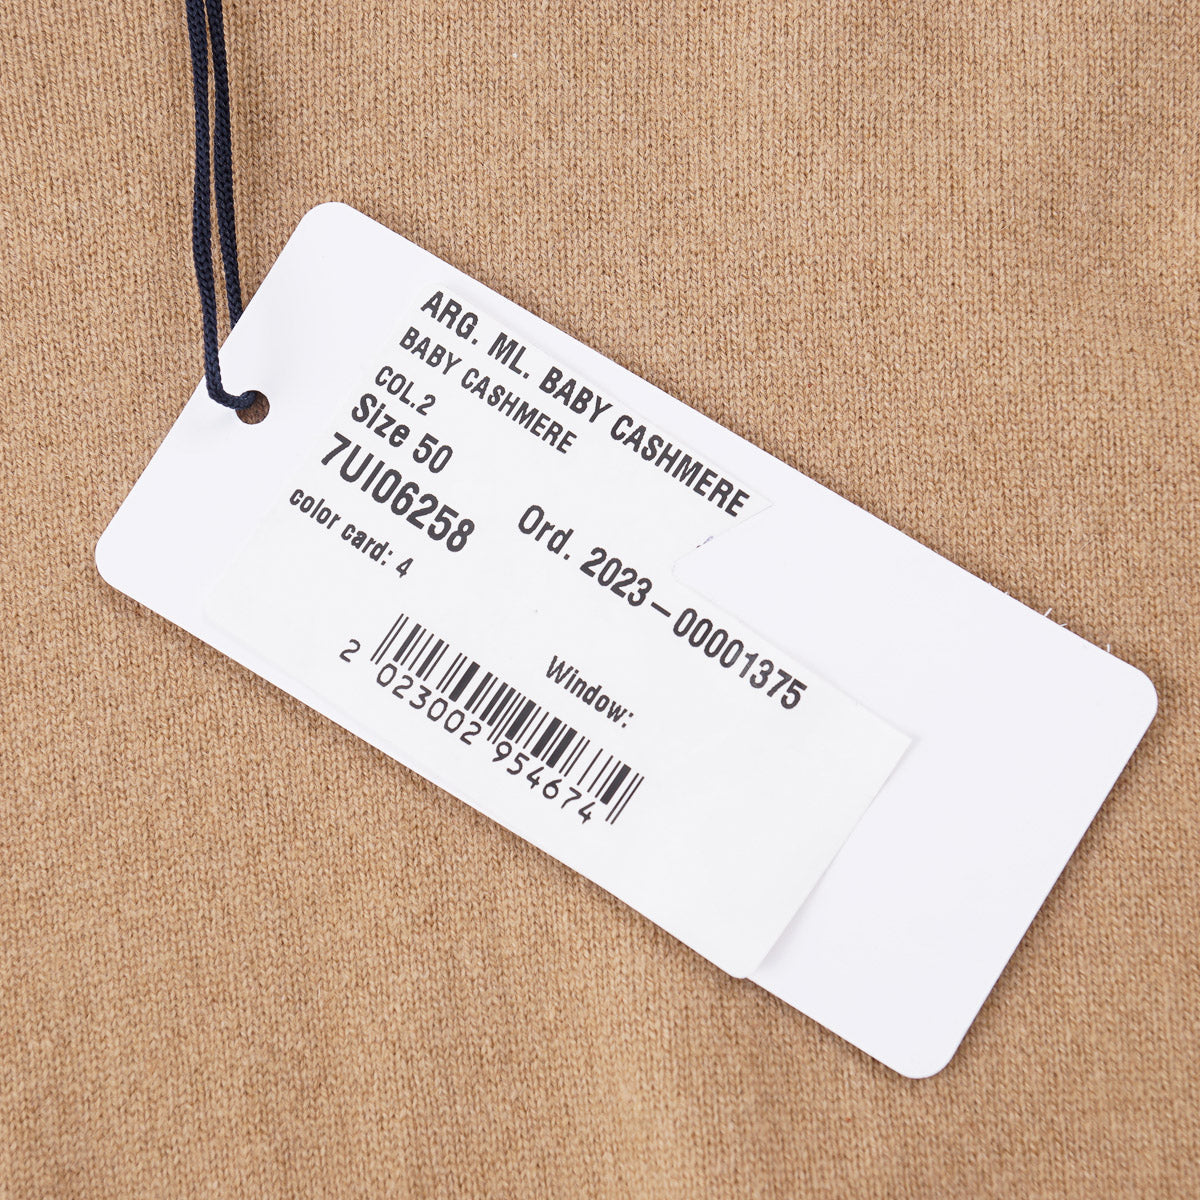 ARG. ML. BABY CASHMERE
BABY CASHMERE
COL.2
Size 50
7UI06258 Ord. 2023-00001375
color card: 4
Window:
2 023002 954674